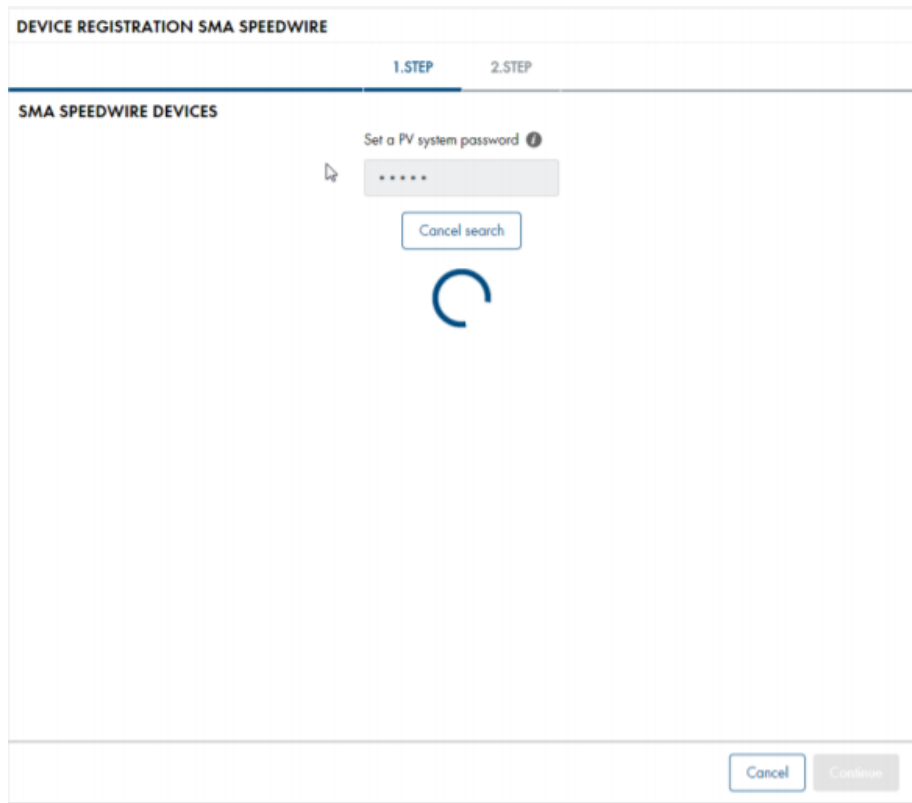 DEVICE REGISTRATION SMA SPEEDWIRE
1.STEP 2.STEP
SMA SPEEDWIRE DEVICES
Set a PV system password i
•••••
Cancel search
Cancel Continue